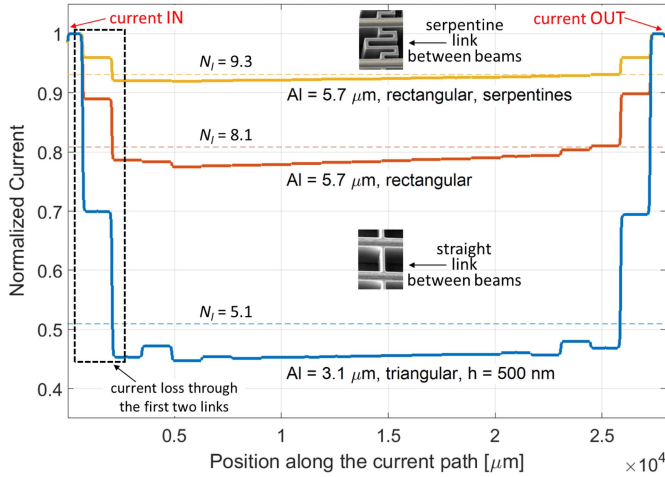 current IN
current OUT
serpentine
link
between beams
N_l = 9.3
Al = 5.7 μm, rectangular, serpentines
N_l = 8.1
Al = 5.7 μm, rectangular
straight
link
between beams
N_l = 5.1
Al = 3.1 μm, triangular, h = 500 nm
current loss through
the first two links
Normalized Current
1
0.9
0.8
0.7
0.6
0.5
0.4
0
0.5
1
1.5
2
2.5
×10⁴
Position along the current path [μm]